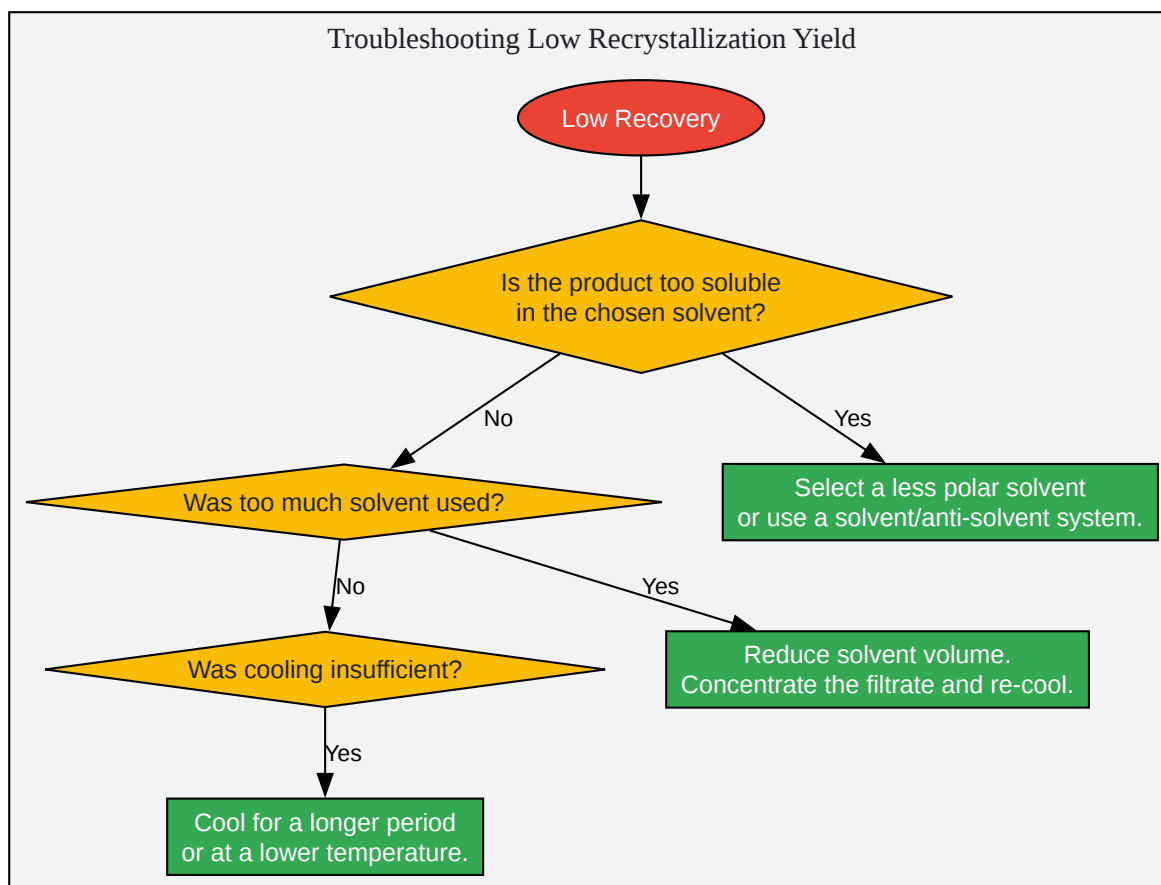 Troubleshooting Low Recrystallization Yield
Low Recovery
Is the product too soluble
in the chosen solvent?
No
Yes
Was too much solvent used?
Select a less polar solvent
or use a solvent/anti-solvent system.
No
Yes
Was cooling insufficient?
Reduce solvent volume.
Concentrate the filtrate and re-cool.
Yes
Cool for a longer period
or at a lower temperature.